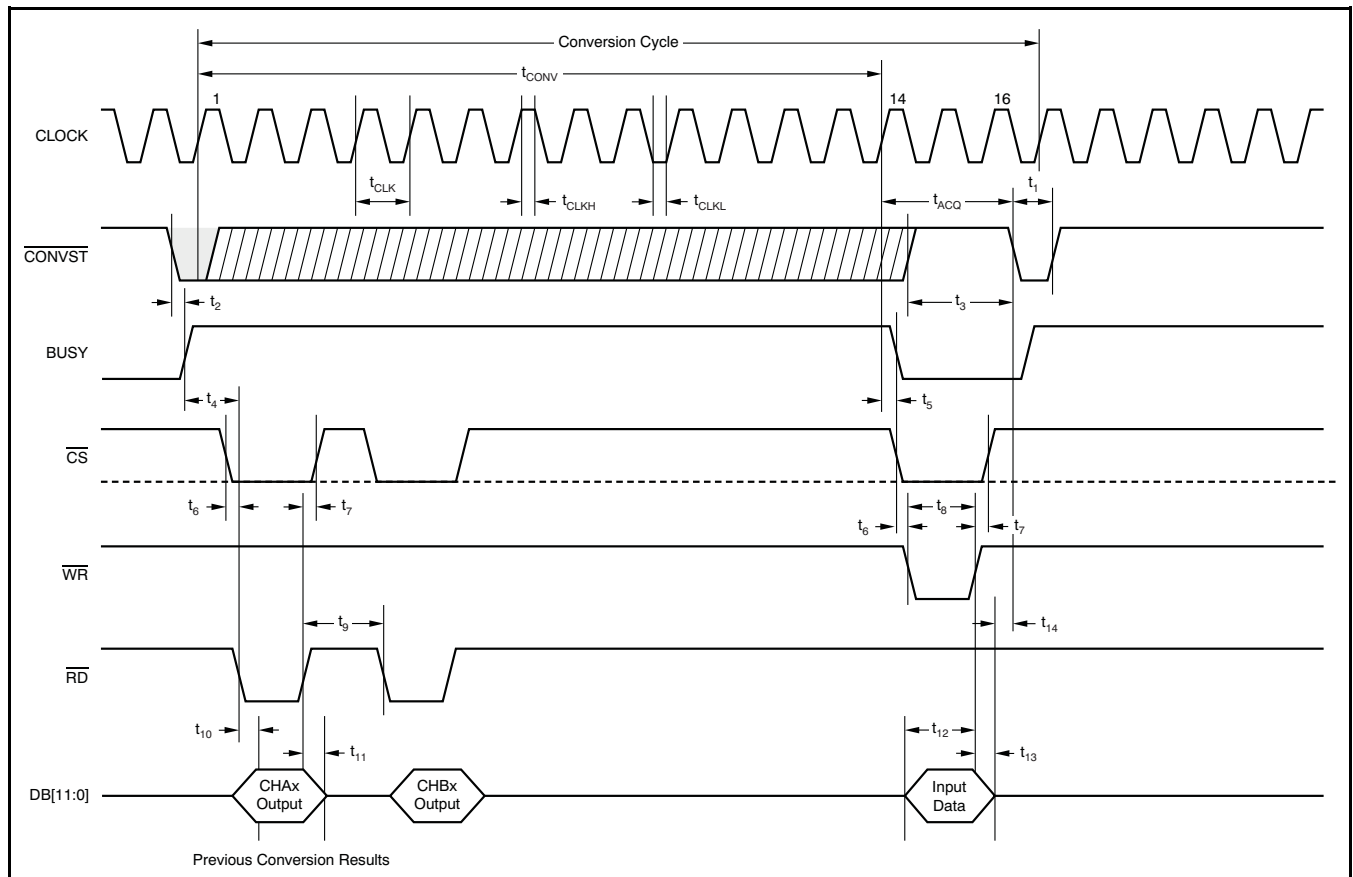 Conversion Cycle
tCONV
1
14
16
CLOCK
tCLK
tCLKH
tCLKL
tACQ
t1
CONVST
t2
t3
BUSY
t4
t5
CS
t6
t7
t6
t8
t7
WR
t9
t14
RD
t10
t11
t12
t13
DB[11:0]
CHAx
Output
CHBx
Output
Input
Data
Previous Conversion Results